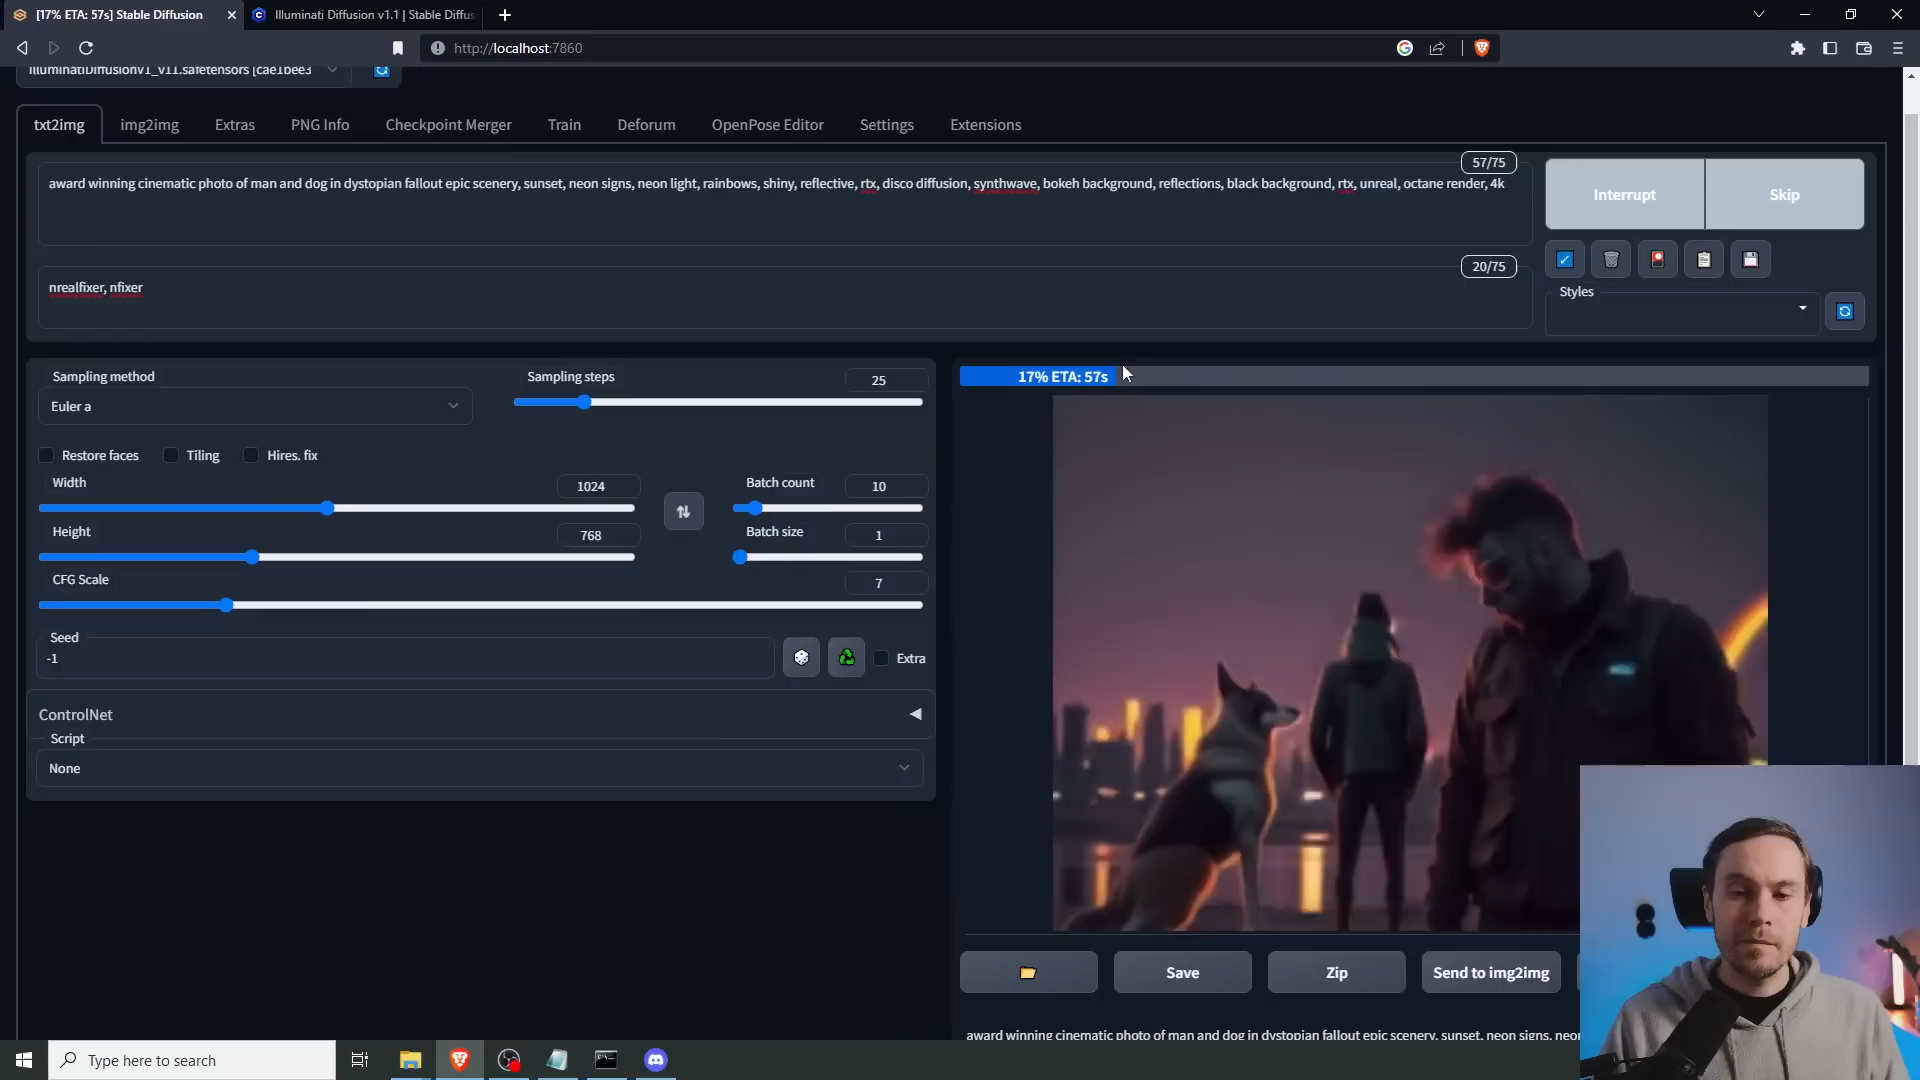 [17% ETA: 57s] Stable Diffusion
Illuminati Diffusion v1.1 | Stable Diffus
http://localhost:7860
IlluminatiDiffusionV1_v11.safetensors [cae1bee3
txt2img
img2img
Extras
PNG Info
Checkpoint Merger
Train
Deforum
OpenPose Editor
Settings
Extensions
57/75
award winning cinematic photo of man and dog in dystopian fallout epic scenery, sunset, neon signs, neon light, rainbows, shiny, reflective, rtx, disco diffusion, synthwave, bokeh background, reflections, black background, rtx, unreal, octane render, 4k
Interrupt
Skip
20/75
nrealfixer, nfixer
Styles
Sampling method
Euler a
Sampling steps
25
17% ETA: 57s
Restore faces
Tiling
Hires. fix
Width
1024
Batch count
10
Height
768
Batch size
1
CFG Scale
7
Seed
-1
Extra
ControlNet
Script
None
Save
Zip
Send to img2img
award winning cinematic photo of man and dog in dystopian fallout epic scenery, sunset, neon signs, neon
Type here to search